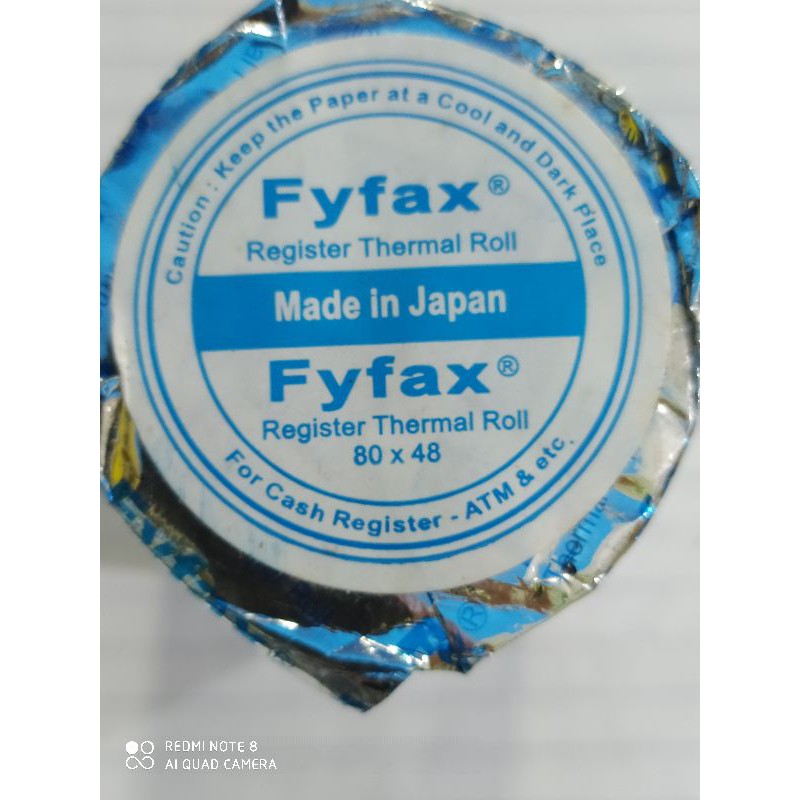 Caution : Keep the Paper at a Cool and Dark Place
Fyfax®
Register Thermal Roll
Made in Japan
Fyfax®
Register Thermal Roll
80 x 48
For Cash Register - ATM & etc.
®
REDMI NOTE 8
AI QUAD CAMERA